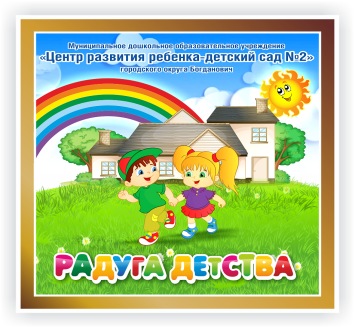 Муниципальное дошкольное образовательное учреждение
«Центр развития ребенка-детский сад №2»
городского округа Богданович
РАДУГА ДЕТСТВА